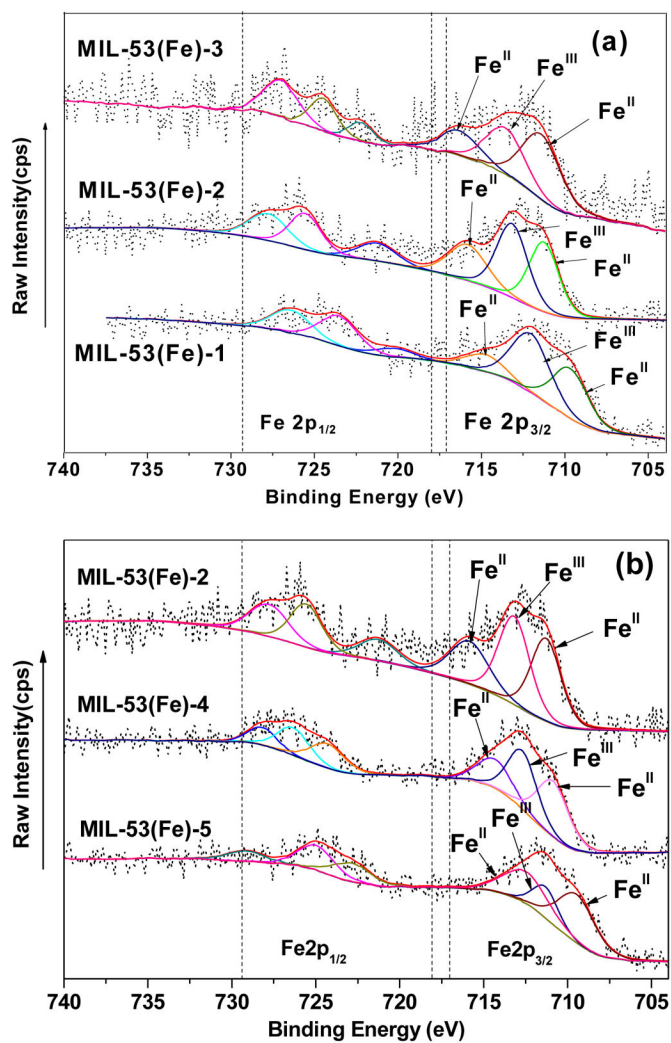 MIL-53(Fe)-3
(a)
Fe^II
Fe^III
Fe^II
MIL-53(Fe)-2
Fe^II
Fe^III
Fe^II
MIL-53(Fe)-1
Fe^II
Fe^III
Fe^II
Fe 2p1/2
Fe 2p3/2
Raw Intensity(cps)
740 735 730 725 720 715 710 705
Binding Energy (eV)
(b)
MIL-53(Fe)-2
Fe^II
Fe^III
Fe^II
MIL-53(Fe)-4
Fe^II
Fe^III
Fe^II
MIL-53(Fe)-5
Fe^II
Fe^III
Fe^II
Fe2p1/2
Fe2p3/2
Raw Intensity(cps)
740 735 730 725 720 715 710 705
Binding Energy (eV)